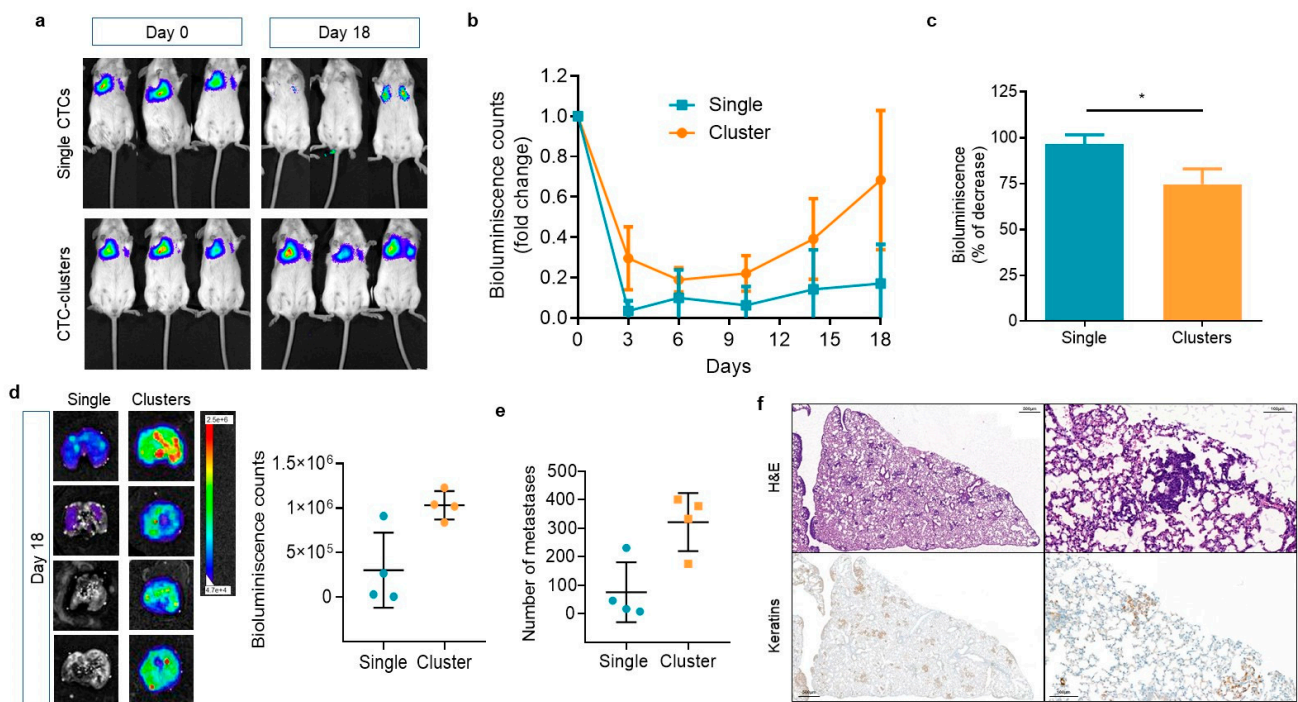 a
Day 0
Day 18
Single CTCs
CTC-clusters
b
Bioluminiscence counts
(fold change)
1.2
1.0
0.8
0.6
0.4
0.2
0.0
0 3 6 9 12 15 18
Days
Single
Cluster
c
Bioluminiscence
(% of decrease)
125
100
75
50
25
0
*
Single Clusters
d
Day 18
Single Clusters
2.5e+6
4.7e+4
Bioluminiscence counts
1.5×10⁶
1×10⁶
5×10⁵
0
Single Cluster
e
Number of metastases
500
400
300
200
100
0
Single Cluster
f
H&E
Keratins
500µm
100µm
500µm
100µm